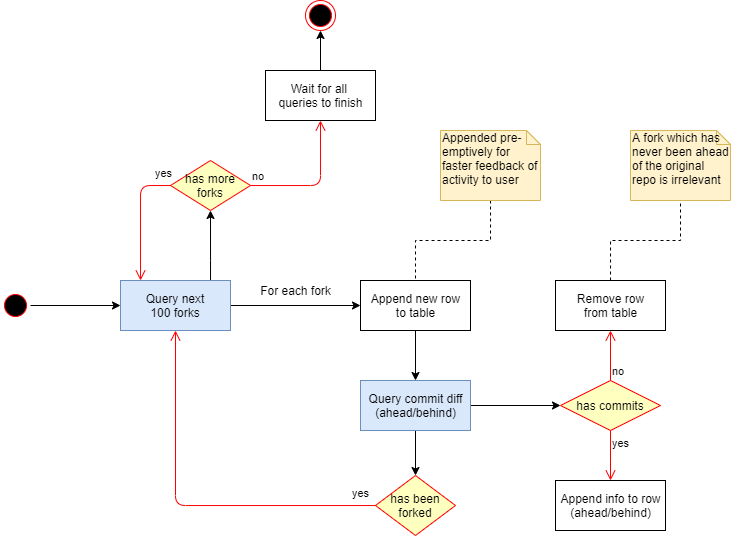 Wait for all
queries to finish
yes
has more
forks
no
Appended pre-
emptively for
faster feedback of
activity to user
A fork which has
never been ahead
of the original
repo is irrelevant
Query next
100 forks
For each fork
Append new row
to table
Remove row
from table
no
Query commit diff
(ahead/behind)
has commits
yes
yes
has been
forked
Append info to row
(ahead/behind)